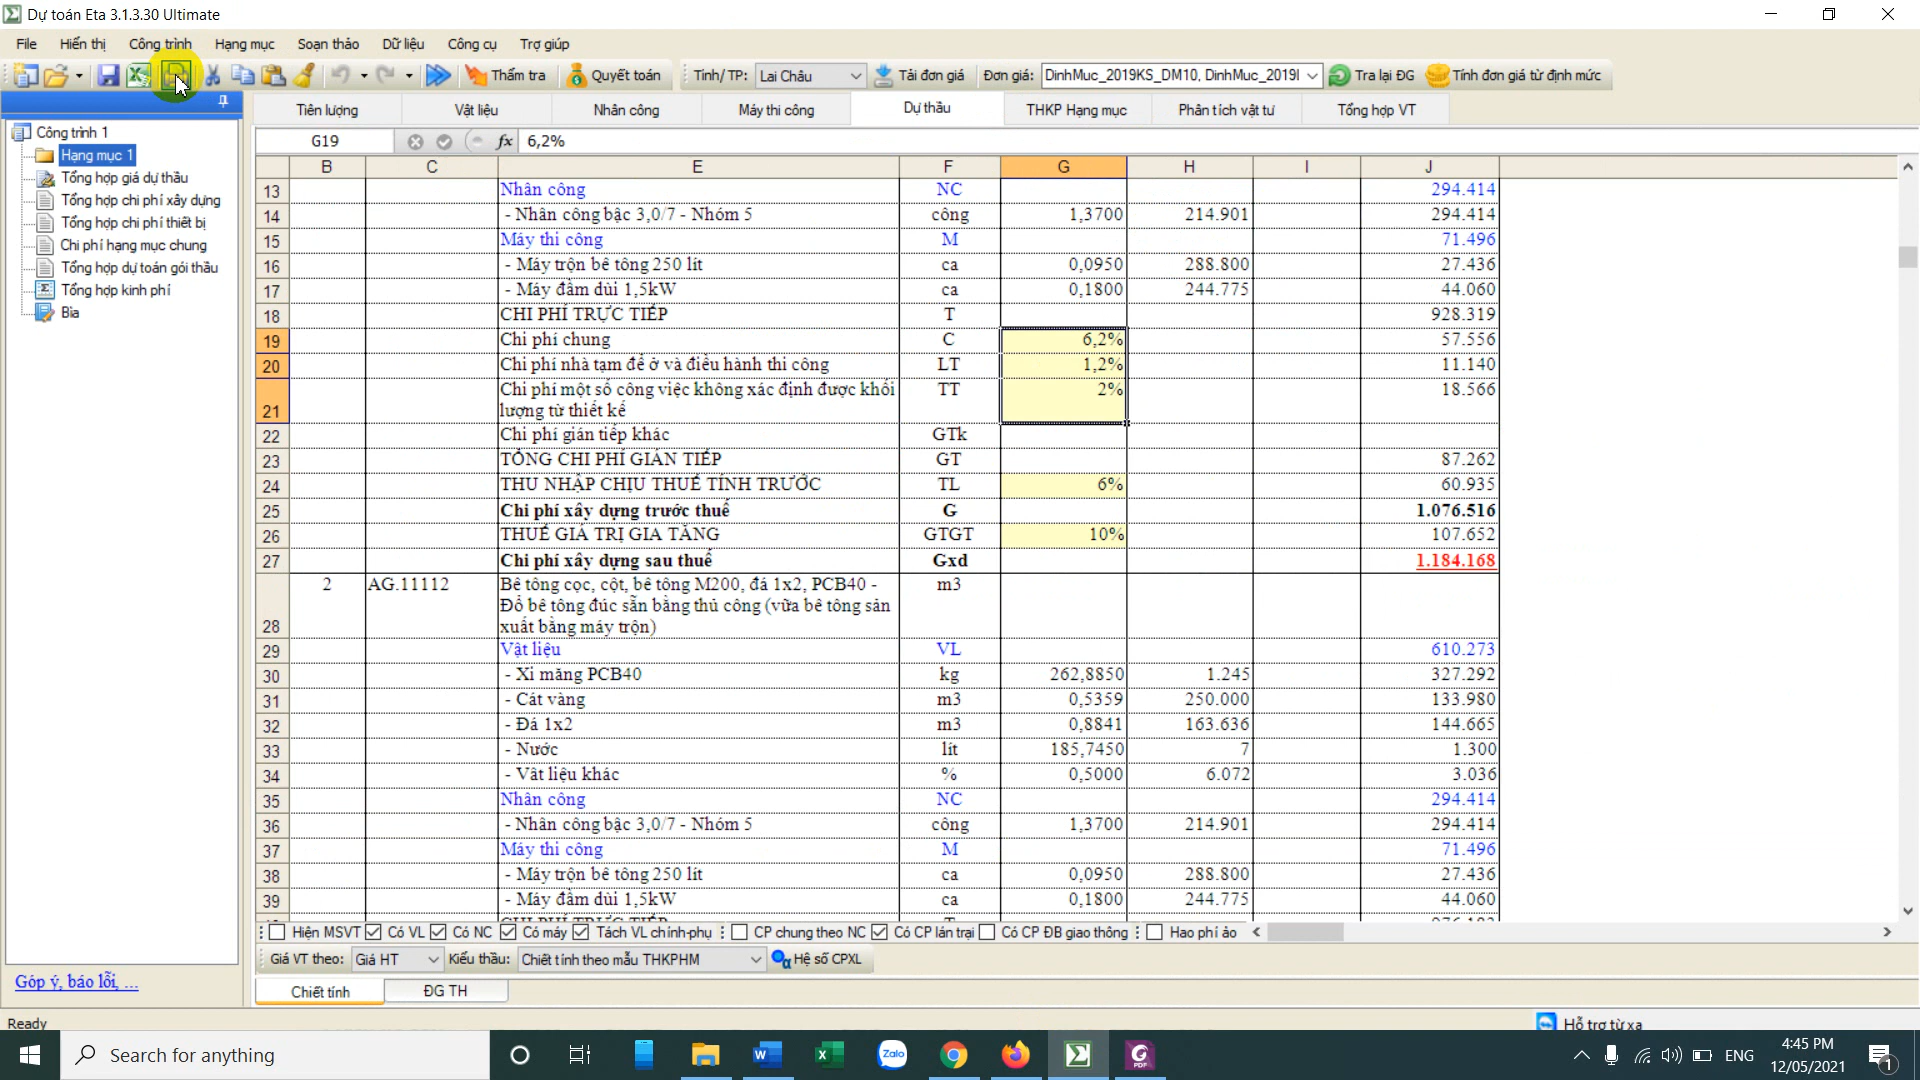 Dự toán Eta 3.1.3.30 Ultimate
File Hiển thị Công trình Hạng mục Soạn thảo Dữ liệu Công cụ Trợ giúp
Thẩm tra Quyết toán Tỉnh/ TP: Lai Châu Tải đơn giá Đơn giá: DinhMuc_2019KS_DM10, DinhMuc_2019 Tra lại ĐG Tính đơn giá từ định mức
Tiên lượng Vật liệu Nhân công Máy thi công Dự thầu THKP Hạng mục Phân tích vật tư Tổng hợp VT
G19 fx 6,2%
Công trình 1
Hạng mục 1
Tổng hợp giá dự thầu
Tổng hợp chi phí xây dựng
Tổng hợp chi phí thiết bị
Chi phí hạng mục chung
Tổng hợp dự toán gói thầu
Tổng hợp kinh phí
Bìa
Góp ý, báo lỗi, ...
B C E F G H I J
13 Nhân công NC 294.414
14 - Nhân công bậc 3,0/7 - Nhóm 5 công 1,3700 214.901 294.414
15 Máy thi công M 71.496
16 - Máy trộn bê tông 250 lít ca 0,0950 288.800 27.436
17 - Máy đầm dùi 1,5kW ca 0,1800 244.775 44.060
18 CHI PHÍ TRỰC TIẾP T 928.319
19 Chi phí chung C 6,2% 57.556
20 Chi phí nhà tạm để ở và điều hành thi công LT 1,2% 11.140
21 Chi phí một số công việc không xác định được khối TT 2% 18.566
lượng từ thiết kế
22 Chi phí gián tiếp khác GTk
23 TỔNG CHI PHÍ GIÁN TIẾP GT 87.262
24 THU NHẬP CHỊU THUẾ TÍNH TRƯỚC TL 6% 60.935
25 Chi phí xây dựng trước thuế G 1.076.516
26 THUẾ GIÁ TRỊ GIA TĂNG GTGT 10% 107.652
27 Chi phí xây dựng sau thuế Gxd 1.184.168
28 2 AG.11112 Bê tông cọc, cột, bê tông M200, đá 1x2, PCB40 - m3
Đổ bê tông đúc sẵn bằng thủ công (vữa bê tông sản
xuất bằng máy trộn)
29 Vật liệu VL 610.273
30 - Xi măng PCB40 kg 262,8850 1.245 327.292
31 - Cát vàng m3 0,5359 250.000 133.980
32 - Đá 1x2 m3 0,8841 163.636 144.665
33 - Nước lít 185,7450 7 1.300
34 - Vật liệu khác % 0,5000 6.072 3.036
35 Nhân công NC 294.414
36 - Nhân công bậc 3,0/7 - Nhóm 5 công 1,3700 214.901 294.414
37 Máy thi công M 71.496
38 - Máy trộn bê tông 250 lít ca 0,0950 288.800 27.436
39 - Máy đầm dùi 1,5kW ca 0,1800 244.775 44.060
Hiện MSVT Có VL Có NC Có máy Tách VL chính-phụ CP chung theo NC Có CP lán trại Có CP ĐB giao thông Hao phí ảo
Giá VT theo: Giá HT Kiểu thầu: Chiết tính theo mẫu THKPHM Hệ số CPXL
Chiết tính ĐG TH
Ready Hỗ trợ từ xa
Search for anything Zalo PDF ENG 4:45 PM
12/05/2021 1